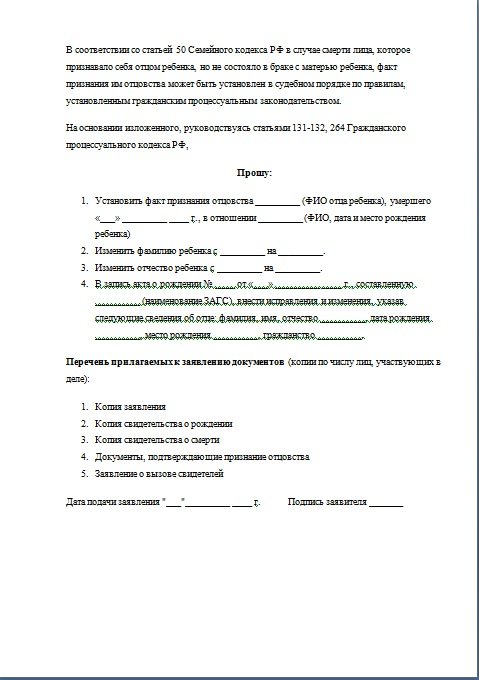 В соответствии со статьей 50 Семейного кодекса РФ в случае смерти лица, которое
признавало себя отцом ребенка, но не состояло в браке с матерью ребенка, факт
признания им отцовства может быть установлен в судебном порядке по правилам,
установленным гражданским процессуальным законодательством.
На основании изложенного, руководствуясь статьями 131-132, 264 Гражданского
процессуального кодекса РФ,
Прошу:
1. Установить факт признания отцовства _________ (ФИО отца ребенка), умершего
«___» _________ ____ г., в отношении _________ (ФИО, дата и место рождения
ребенка)
2. Изменить фамилию ребенка с _________ на _________.
3. Изменить отчество ребенка с _________ на _________.
4. В запись акта о рождении № ____ от «___» _________ ____ г., составленную
_________ (наименование ЗАГС), внести исправления и изменения, указав
следующие сведения об отце: фамилия, имя, отчество _________, дата рождения
_________, место рождения _________, гражданство _________.
Перечень прилагаемых к заявлению документов (копии по числу лиц, участвующих в
деле):
1. Копия заявления
2. Копия свидетельства о рождении
3. Копия свидетельства о смерти
4. Документы, подтверждающие признание отцовства
5. Заявление о вызове свидетелей
Дата подачи заявления "___"_________ ____ г. Подпись заявителя _______